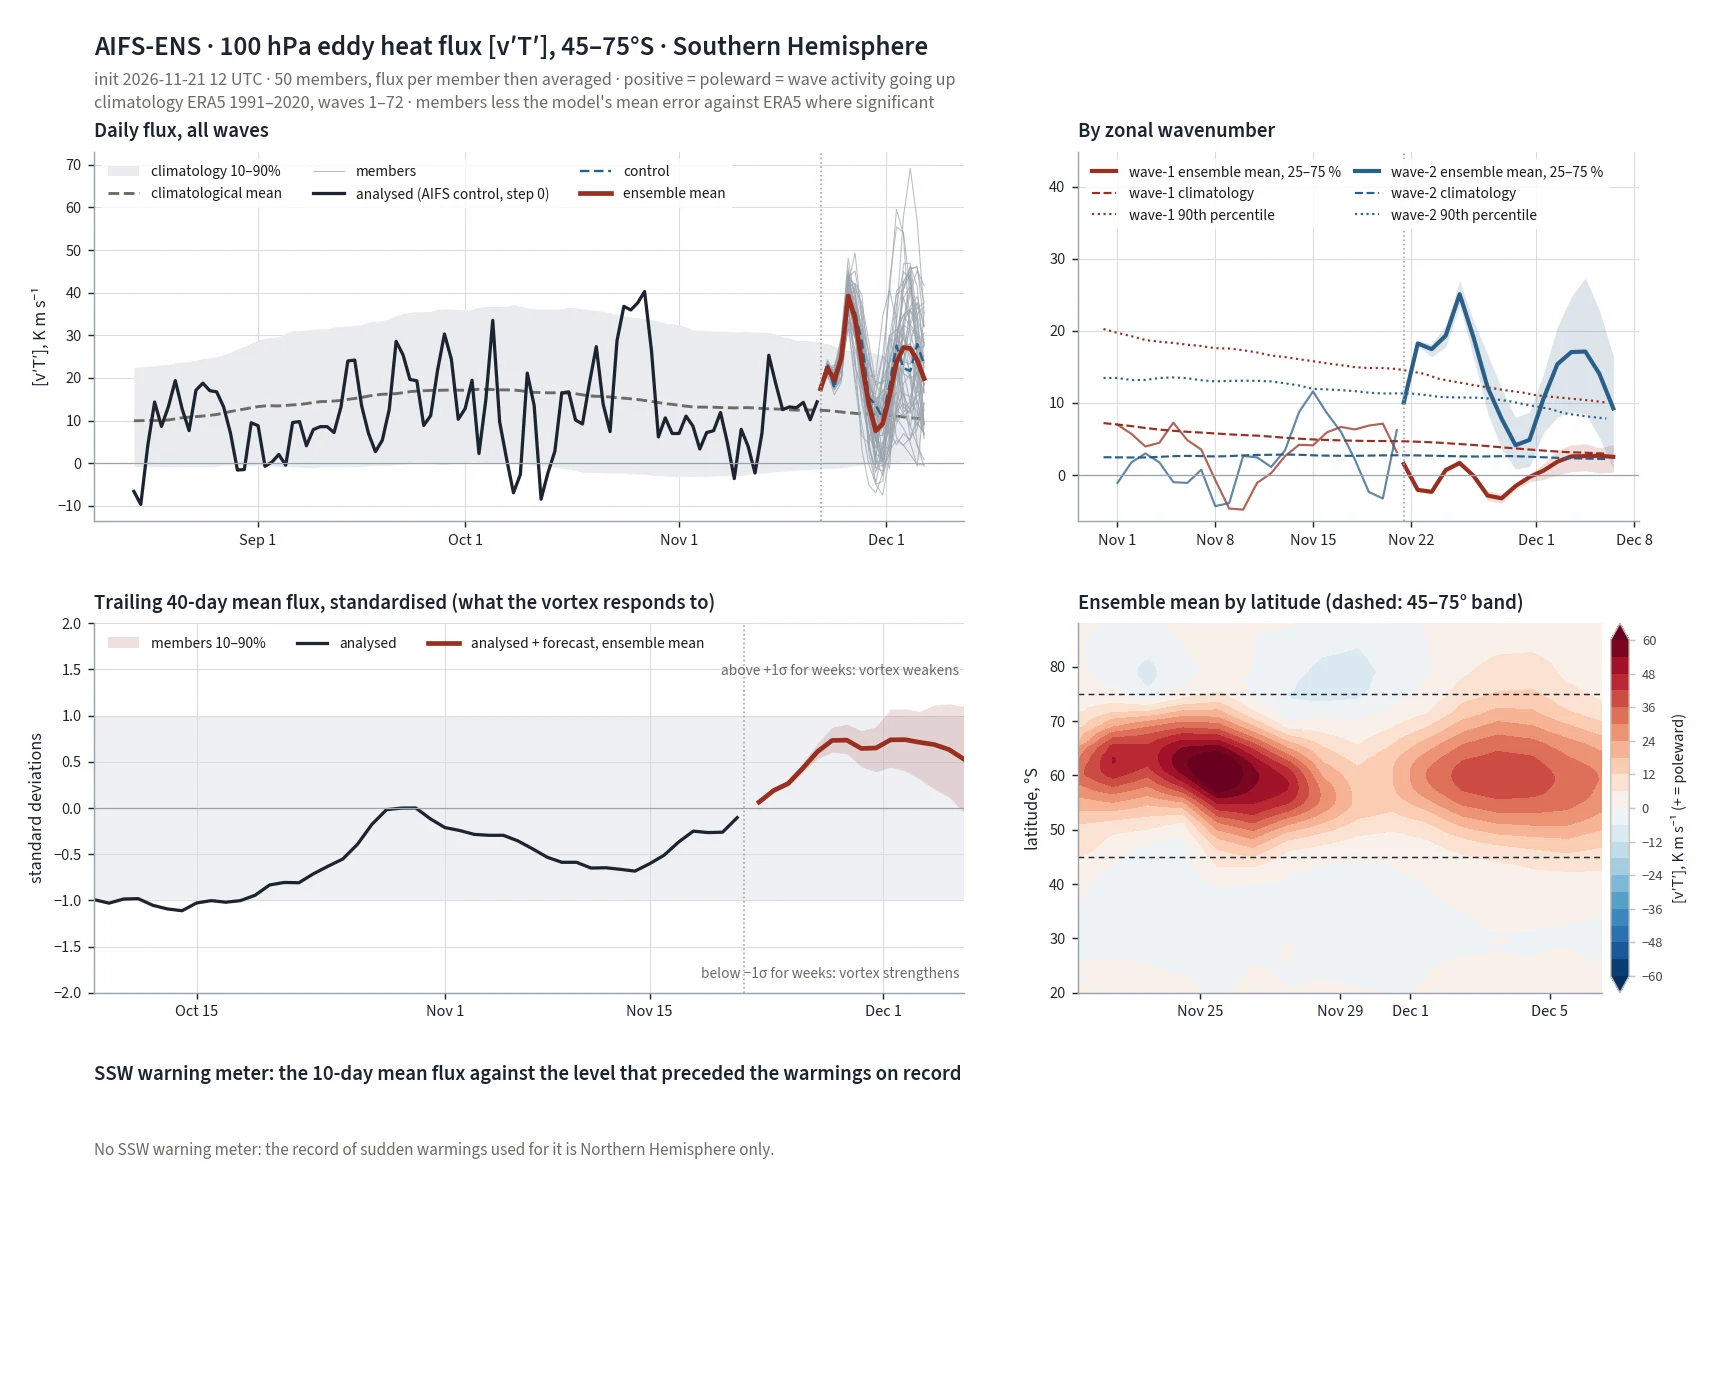 AIFS-ENS · 100 hPa eddy heat flux [v′T′], 45–75°S · Southern Hemisphere
init 2026-11-21 12 UTC · 50 members, flux per member then averaged · positive = poleward = wave activity going up
climatology ERA5 1991–2020, waves 1–72 · members less the model's mean error against ERA5 where significant
Daily flux, all waves
climatology 10–90%
climatological mean
members
analysed (AIFS control, step 0)
control
ensemble mean
[v′T′], K m s⁻¹
70
60
50
40
30
20
10
0
−10
Sep 1
Oct 1
Nov 1
Dec 1
By zonal wavenumber
wave-1 ensemble mean, 25–75 %
wave-1 climatology
wave-1 90th percentile
wave-2 ensemble mean, 25–75 %
wave-2 climatology
wave-2 90th percentile
40
30
20
10
0
Nov 1
Nov 8
Nov 15
Nov 22
Dec 1
Dec 8
Trailing 40-day mean flux, standardised (what the vortex responds to)
members 10–90%
analysed
analysed + forecast, ensemble mean
above +1σ for weeks: vortex weakens
below −1σ for weeks: vortex strengthens
standard deviations
2.0
1.5
1.0
0.5
0.0
−0.5
−1.0
−1.5
−2.0
Oct 15
Nov 1
Nov 15
Dec 1
Ensemble mean by latitude (dashed: 45–75° band)
latitude, °S
80
70
60
50
40
30
20
Nov 25
Nov 29
Dec 1
Dec 5
60
48
36
24
12
0
−12
−24
−36
−48
−60
[v′T′], K m s⁻¹ (+ = poleward)
SSW warning meter: the 10-day mean flux against the level that preceded the warmings on record
No SSW warning meter: the record of sudden warmings used for it is Northern Hemisphere only.